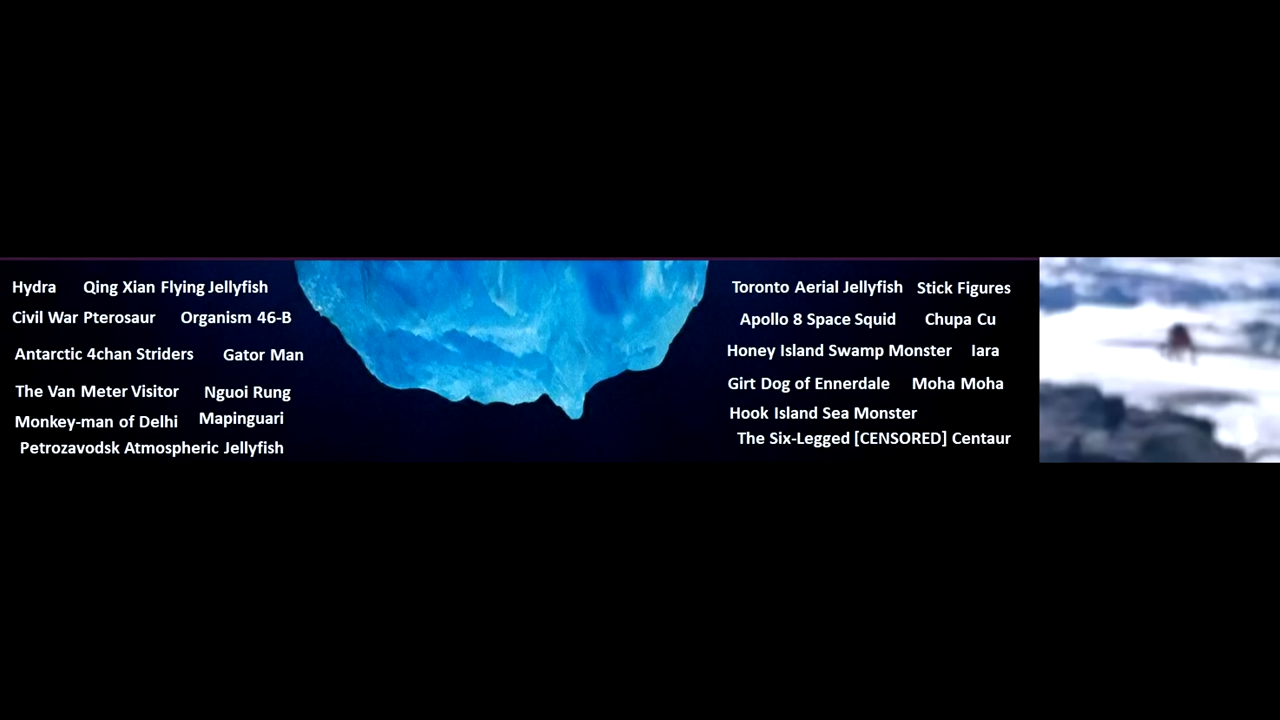 Hydra Qing Xian Flying Jellyfish
Civil War Pterosaur Organism 46-B
Antarctic 4chan Striders Gator Man
The Van Meter Visitor Nguoi Rung
Monkey-man of Delhi Mapinguari
Petrozavodsk Atmospheric Jellyfish
Toronto Aerial Jellyfish Stick Figures
Apollo 8 Space Squid Chupa Cu
Honey Island Swamp Monster Iara
Girt Dog of Ennerdale Moha Moha
Hook Island Sea Monster
The Six-Legged [CENSORED] Centaur